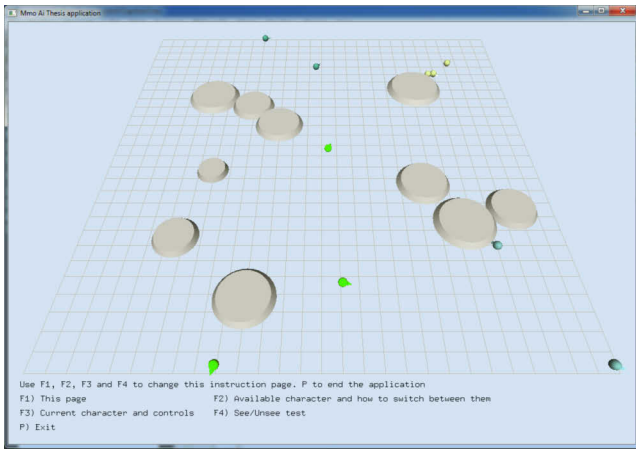 Mmo Ai Thesis application
Use F1, F2, F3 and F4 to change this instruction page. P to end the application
F1) This page F2) Available character and how to switch between them
F3) Current character and controls F4) See/Unsee test
P) Exit